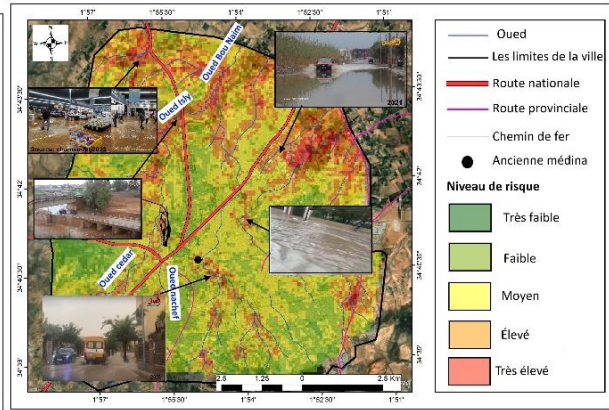 1°57' 1°55'30" 1°54' 1°52'30" 1°51'
34°43'30"
34°42'
34°40'30"
34°39'
Oued Bou Naim
Oued Isly
2021
Oued cedar
Oued nachef
2.5 1,25 0 2.5 Km
1°57' 1°55'30" 1°54' 1°52'30" 1°51'
Oued
Les limites de la ville
Route nationale
Route provinciale
Chemin de fer
Ancienne médina
Niveau de risque
Très faible
Faible
Moyen
Élevé
Très élevé